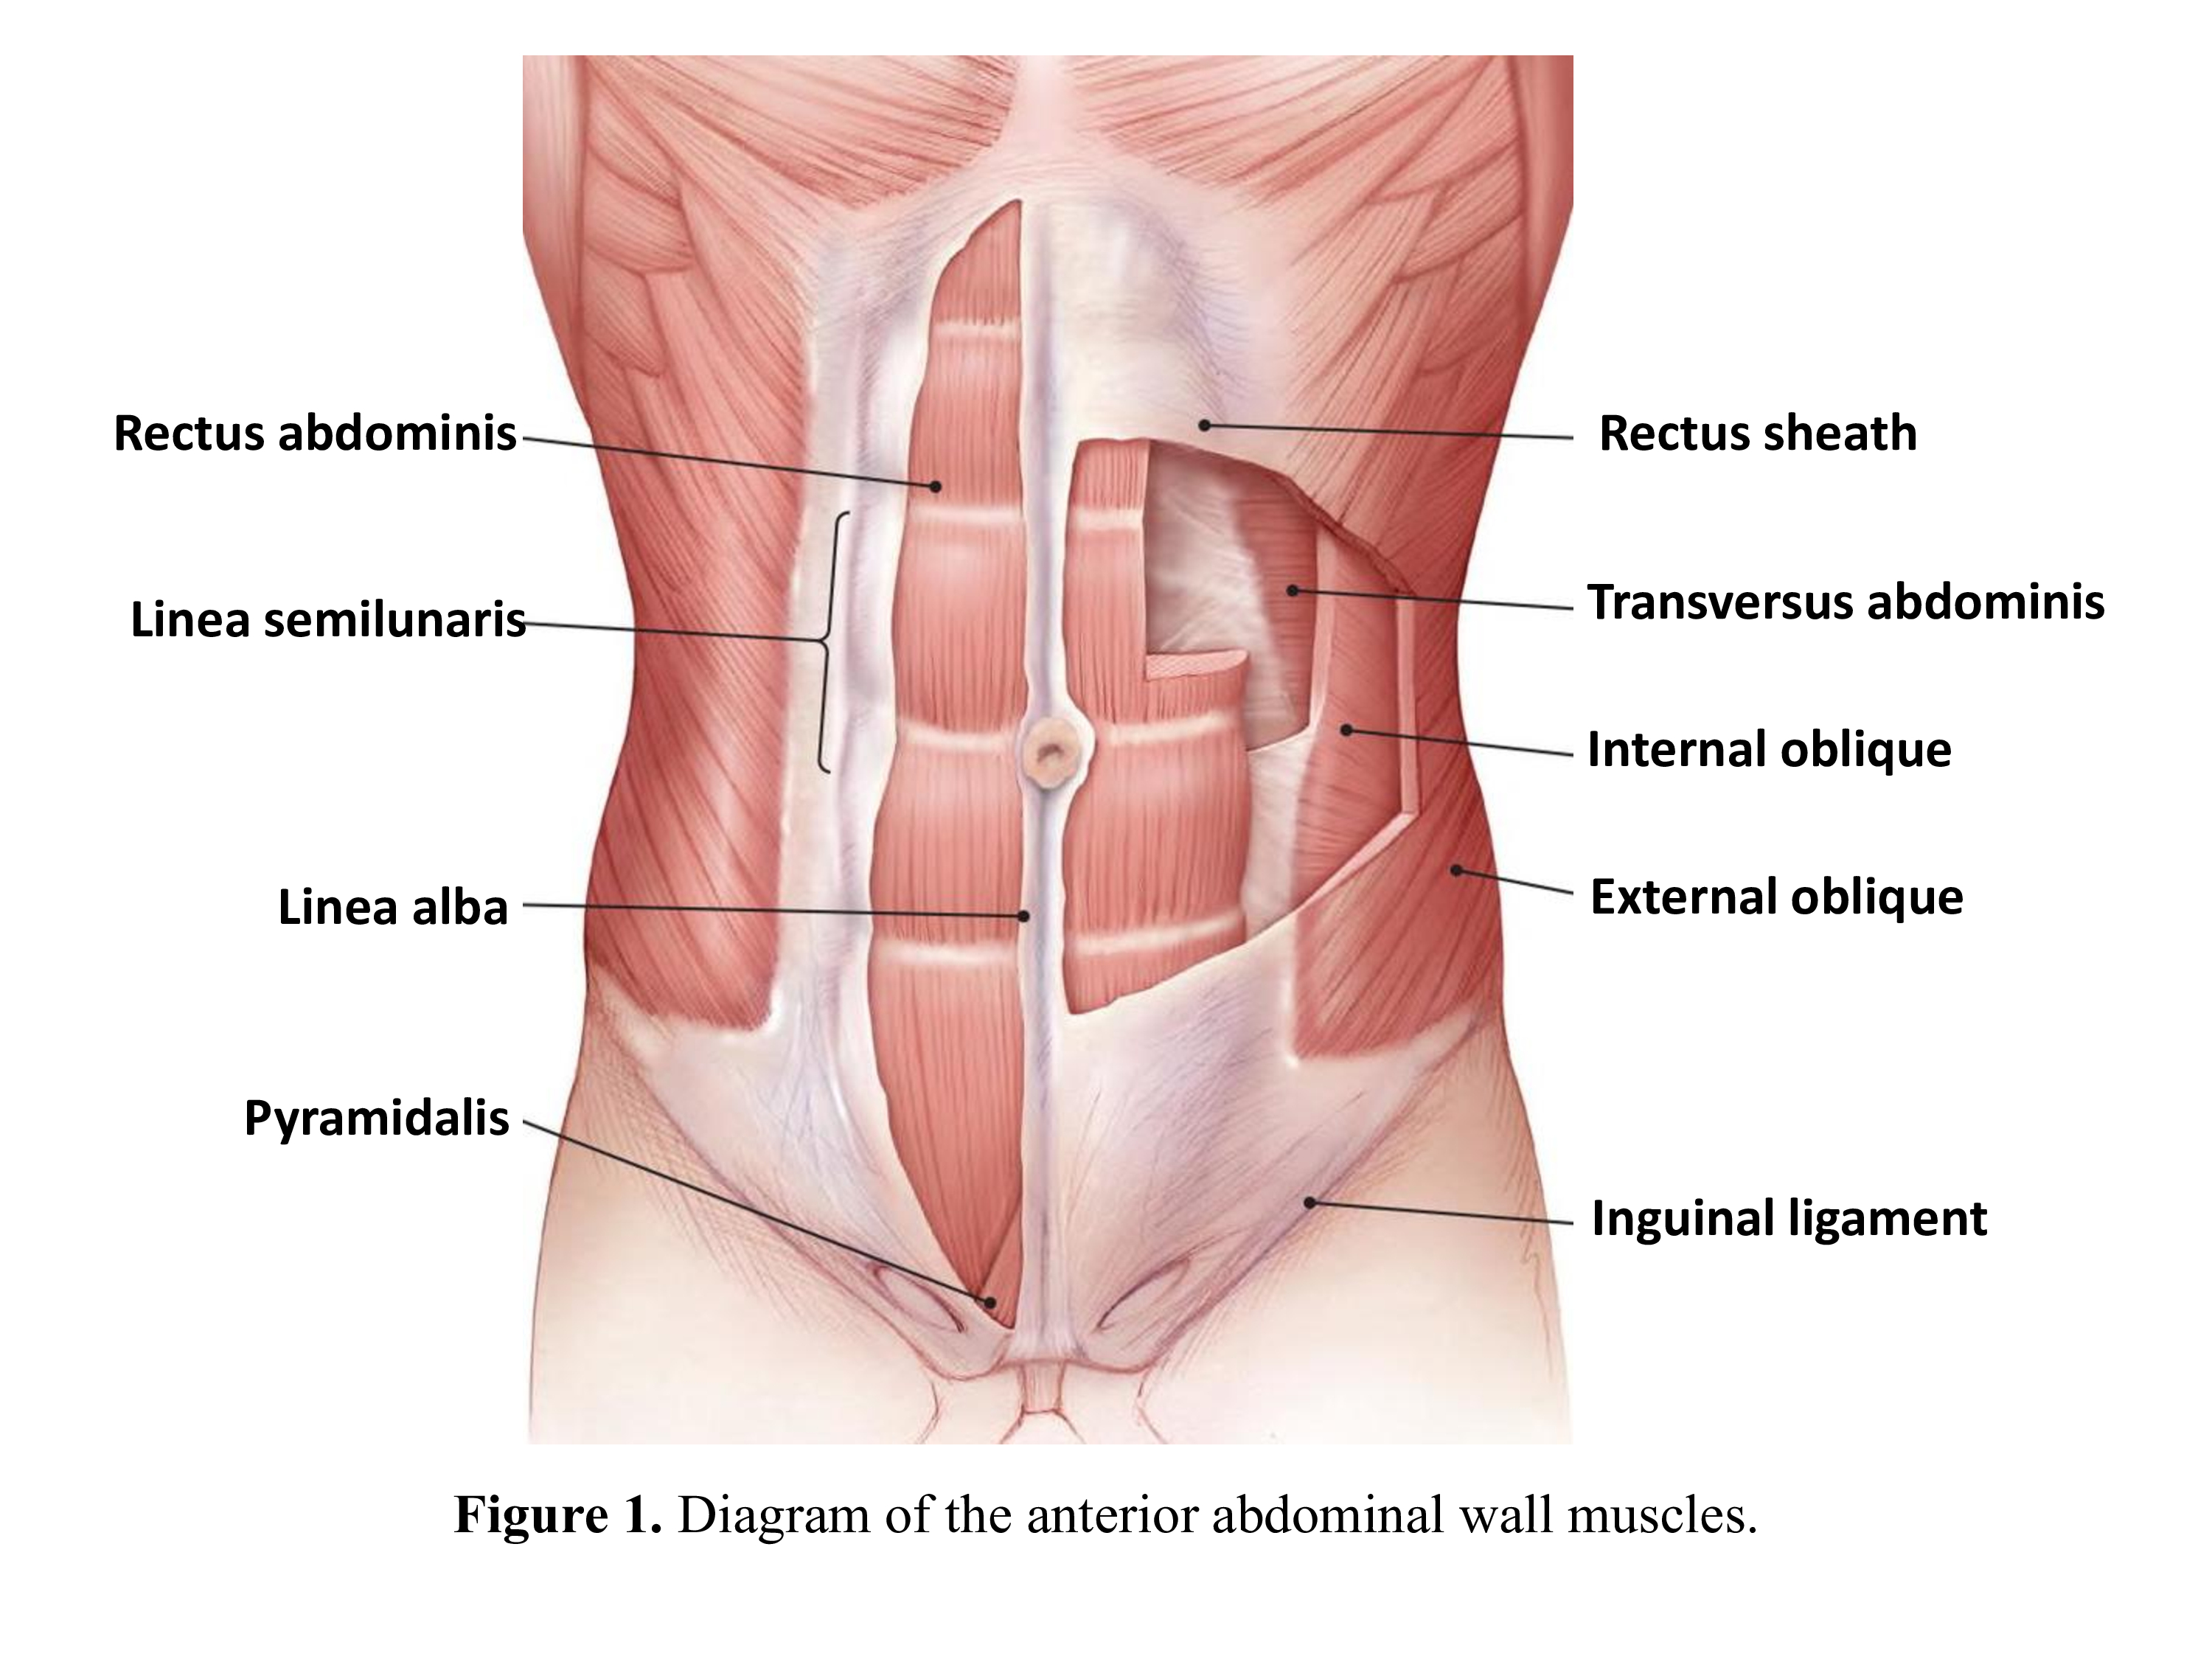 Rectus abdominis
Rectus sheath
Linea semilunaris
Transversus abdominis
Internal oblique
Linea alba
External oblique
Pyramidalis
Inguinal ligament
Figure 1. Diagram of the anterior abdominal wall muscles.